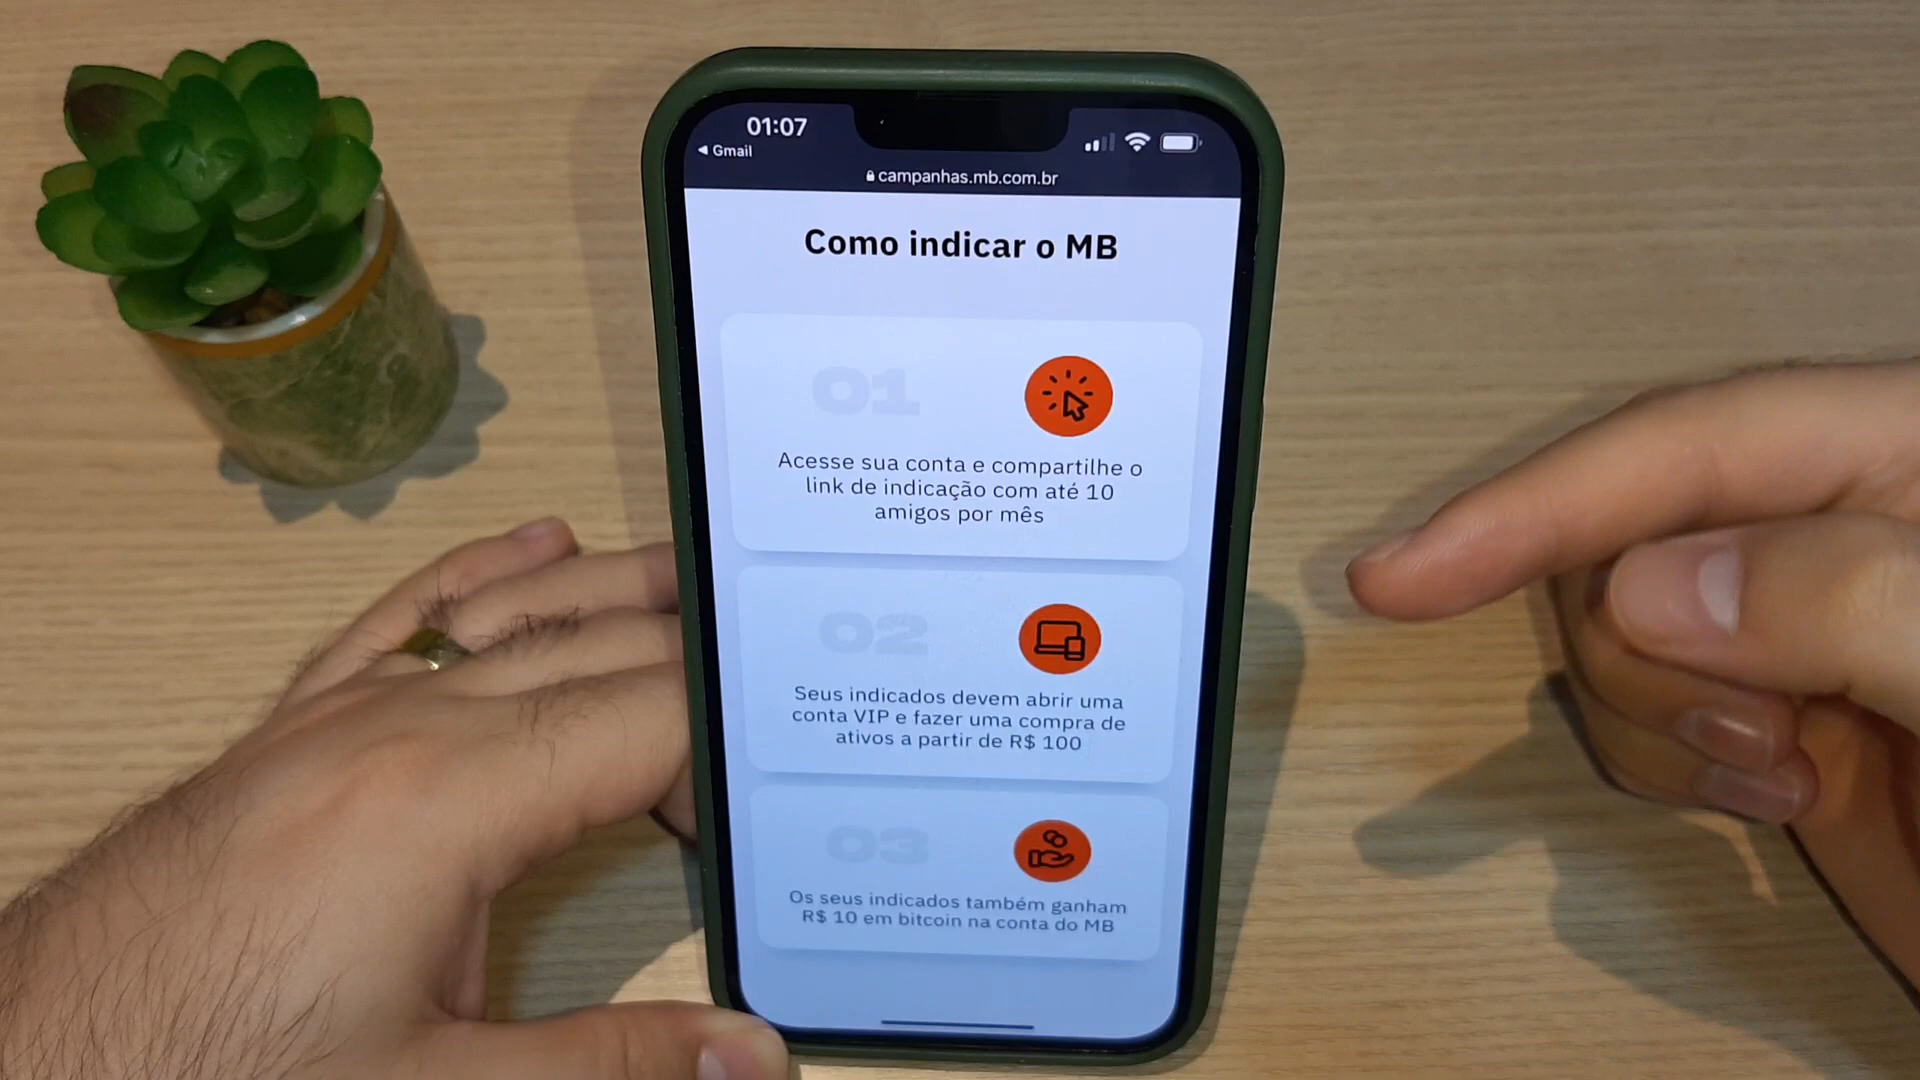 01:07
Gmail
campanhas.mb.com.br
Como indicar o MB
01
Acesse sua conta e compartilhe o
link de indicação com até 10
amigos por mês
02
Seus indicados devem abrir uma
conta VIP e fazer uma compra de
ativos a partir de R$ 100
03
Os seus indicados também ganham
R$ 10 em bitcoin na conta do MB